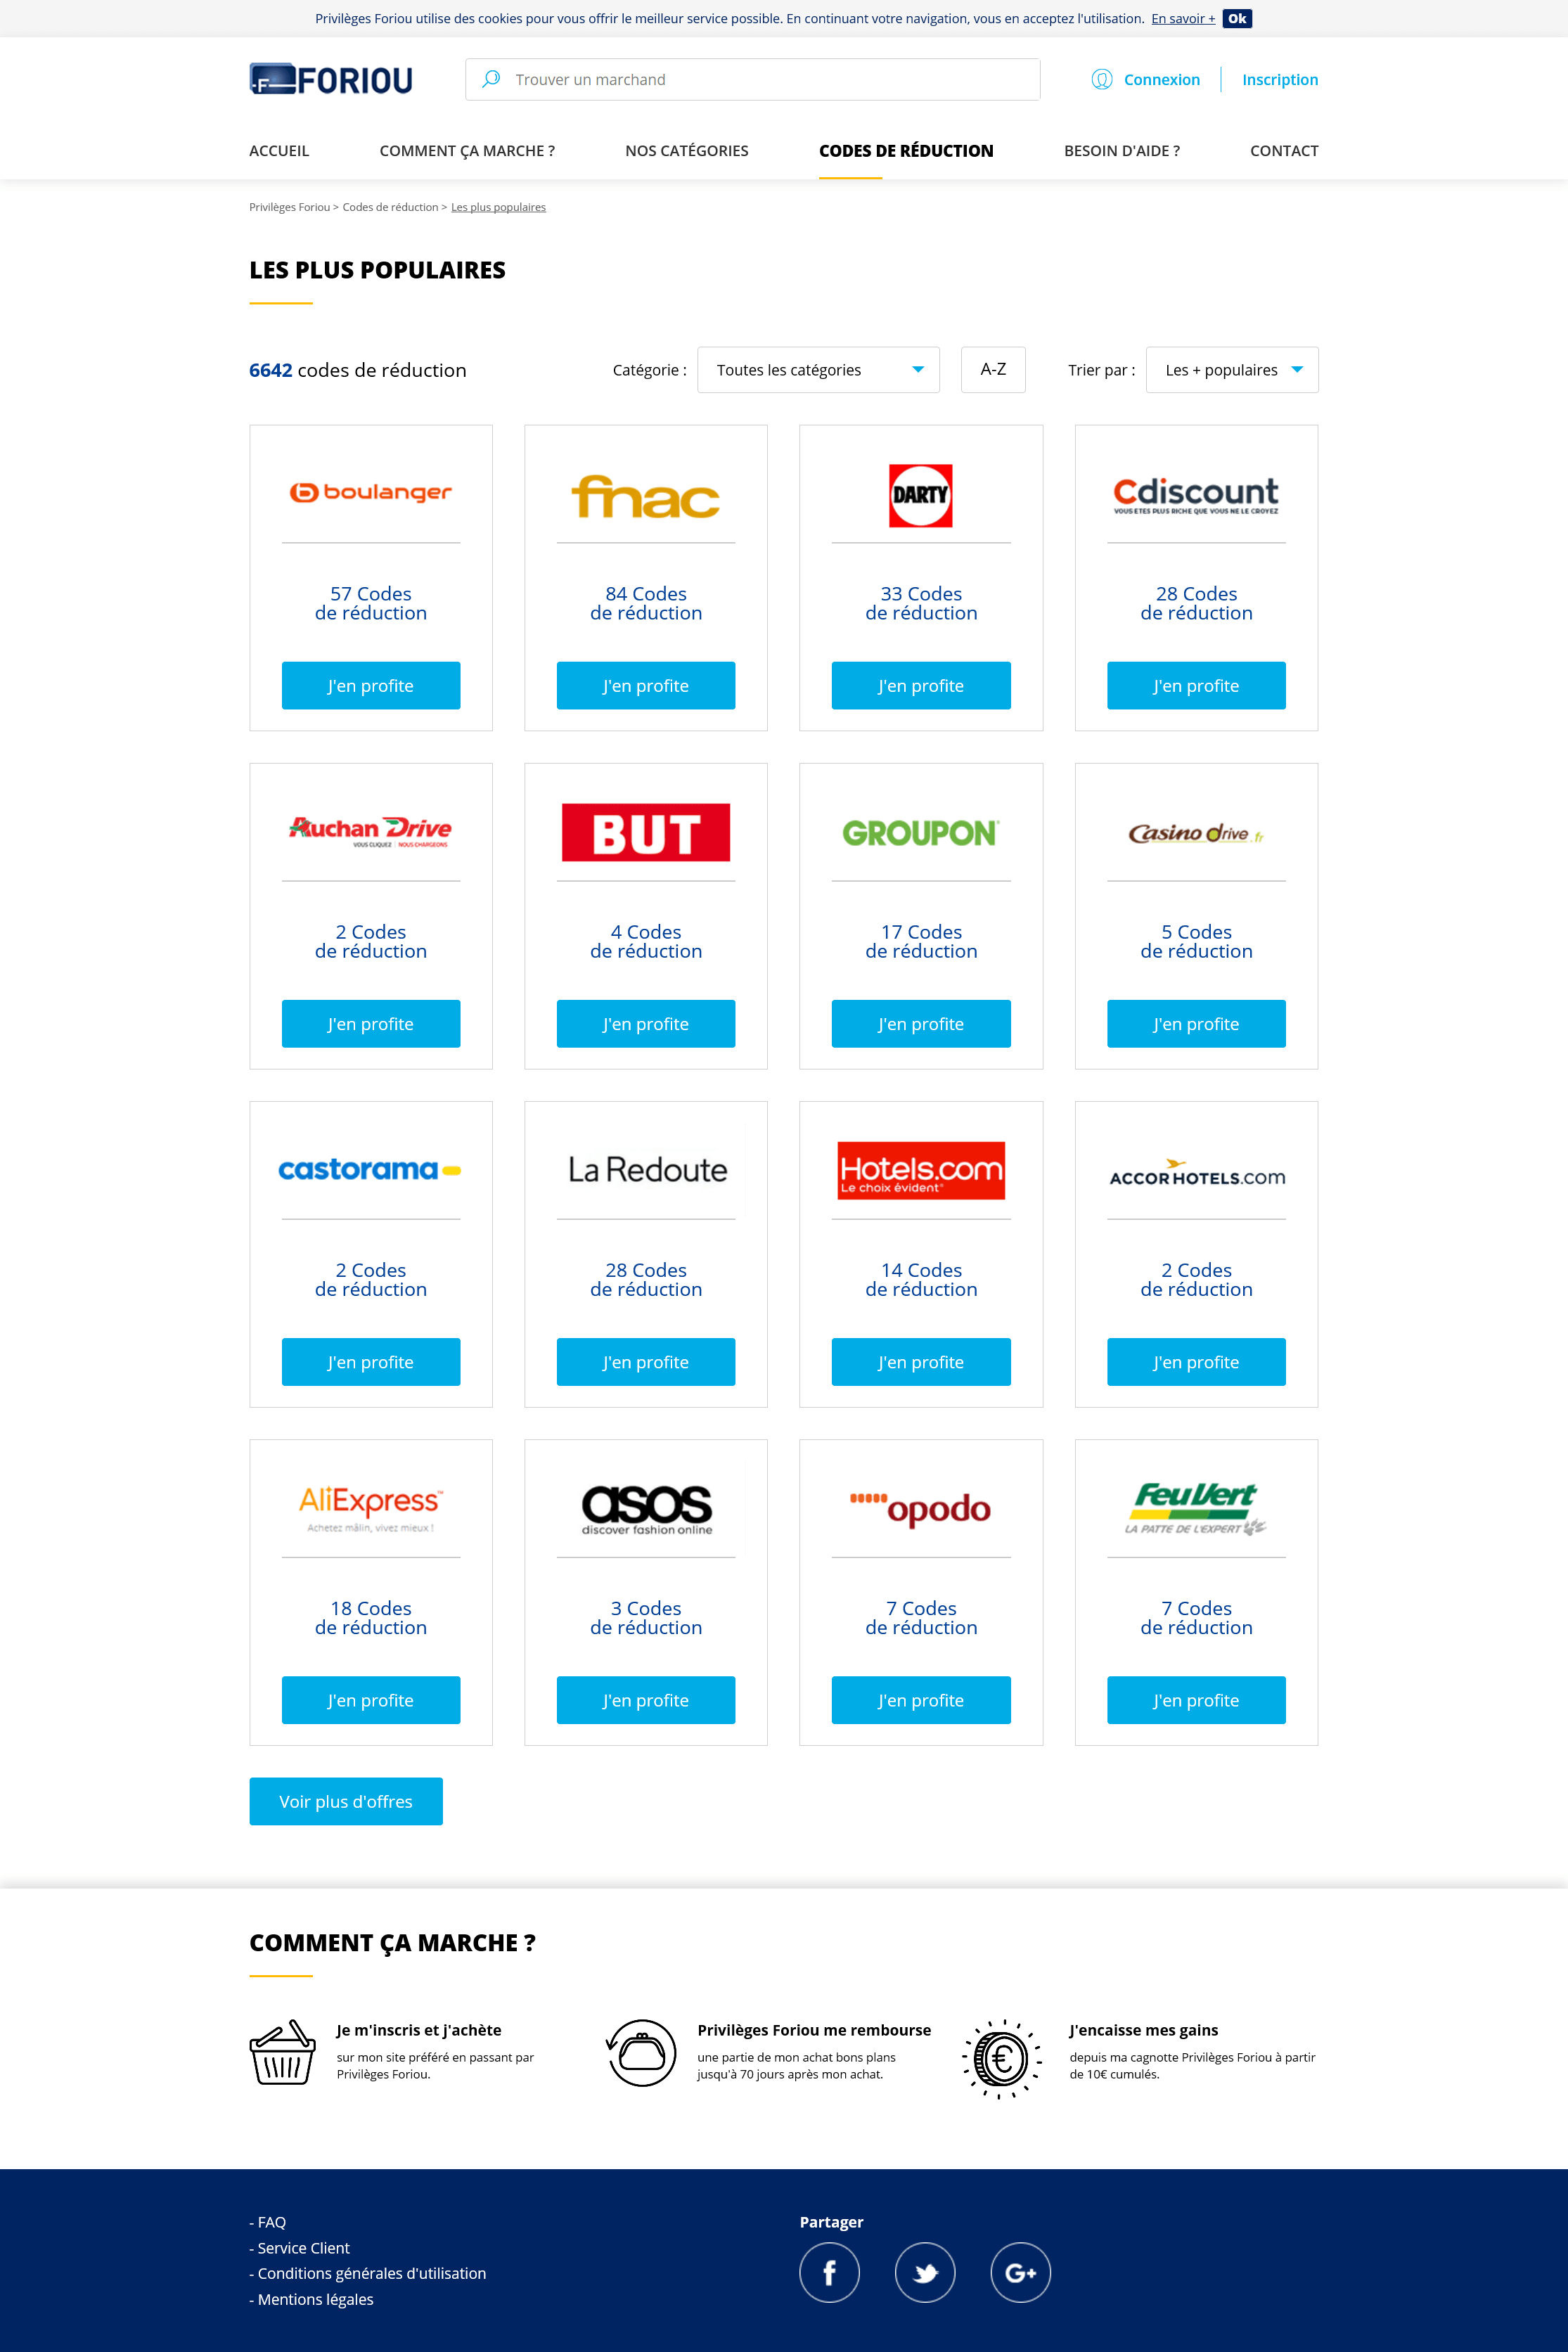 Privilèges Foriou utilise des cookies pour vous offrir le meilleur service possible. En continuant votre navigation, vous en acceptez l'utilisation. En savoir + Ok
-F- FORIOU
Trouver un marchand
Connexion
Inscription
ACCUEIL
COMMENT ÇA MARCHE ?
NOS CATÉGORIES
CODES DE RÉDUCTION
BESOIN D'AIDE ?
CONTACT
Privilèges Foriou > Codes de réduction > Les plus populaires
LES PLUS POPULAIRES
6642 codes de réduction
Catégorie : Toutes les catégories
A-Z
Trier par : Les + populaires
b boulanger
57 Codes
de réduction
J'en profite
fnac
84 Codes
de réduction
J'en profite
DARTY
33 Codes
de réduction
J'en profite
Cdiscount
VOUS ETES PLUS RICHE QUE VOUS NE LE CROYEZ
28 Codes
de réduction
J'en profite
Auchan Drive
VOUS CLIQUEZ | NOUS CHARGEONS
2 Codes
de réduction
J'en profite
BUT
4 Codes
de réduction
J'en profite
GROUPON
17 Codes
de réduction
J'en profite
Casino drive.fr
5 Codes
de réduction
J'en profite
castorama
2 Codes
de réduction
J'en profite
La Redoute
28 Codes
de réduction
J'en profite
Hotels.com
Le choix évident
14 Codes
de réduction
J'en profite
ACCORHOTELS.com
2 Codes
de réduction
J'en profite
AliExpress™
Achetez mâlin, vivez mieux !
18 Codes
de réduction
J'en profite
asos
discover fashion online
3 Codes
de réduction
J'en profite
opodo
7 Codes
de réduction
J'en profite
Feu Vert
LA PATTE DE L'EXPERT
7 Codes
de réduction
J'en profite
Voir plus d'offres
COMMENT ÇA MARCHE ?
Je m'inscris et j'achète
sur mon site préféré en passant par
Privilèges Foriou.
Privilèges Foriou me rembourse
une partie de mon achat bons plans
jusqu'à 70 jours après mon achat.
€
J'encaisse mes gains
depuis ma cagnotte Privilèges Foriou à partir
de 10€ cumulés.
- FAQ
- Service Client
- Conditions générales d'utilisation
- Mentions légales
Partager
f
G+